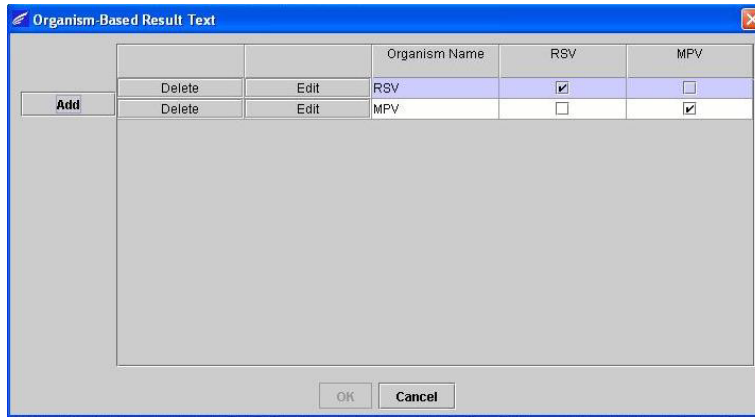 Organism-Based Result Text
Organism Name RSV MPV
Delete Edit RSV
Add
Delete Edit MPV
OK Cancel